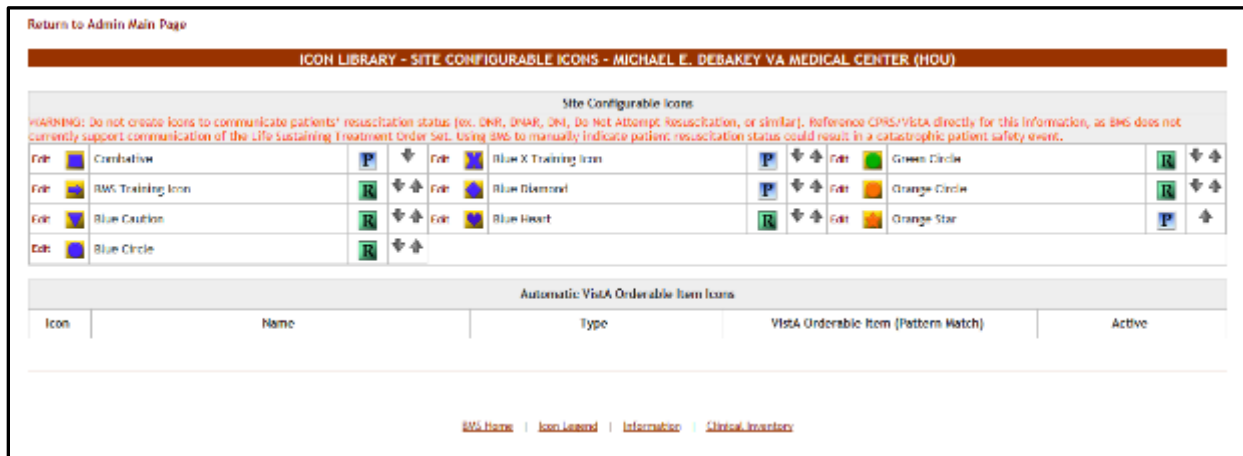 Return to Admin Main Page
ICON LIBRARY - SITE CONFIGURABLE ICONS - MICHAEL E. DEBAKEY VA MEDICAL CENTER (HOU)
Site Configurable Icons
WARNING: Do not create icons to communicate patients' resuscitation status (ex. DNR, DNAR, DNI, Do Not Attempt Resuscitation, or similar). Reference CPRS/VistA directly for this information, as BMS does not
currently support communication of the Life Sustaining Treatment Order Set. Using BMS to manually indicate patient resuscitation status could result in a catastrophic patient safety event.
Edit Combative P Edit Blue X Training Icon P Edit Green Circle R
Edit BMS Training Icon R Edit Blue Diamond P Edit Orange Circle R
Edit Blue Caution R Edit Blue Heart R Edit Orange Star P
Edit Blue Circle R
Automatic VistA Orderable Item Icons
Icon Name Type VistA Orderable Item (Pattern Match) Active
BMS Home | Icon Legend | Information | Clinical Inventory